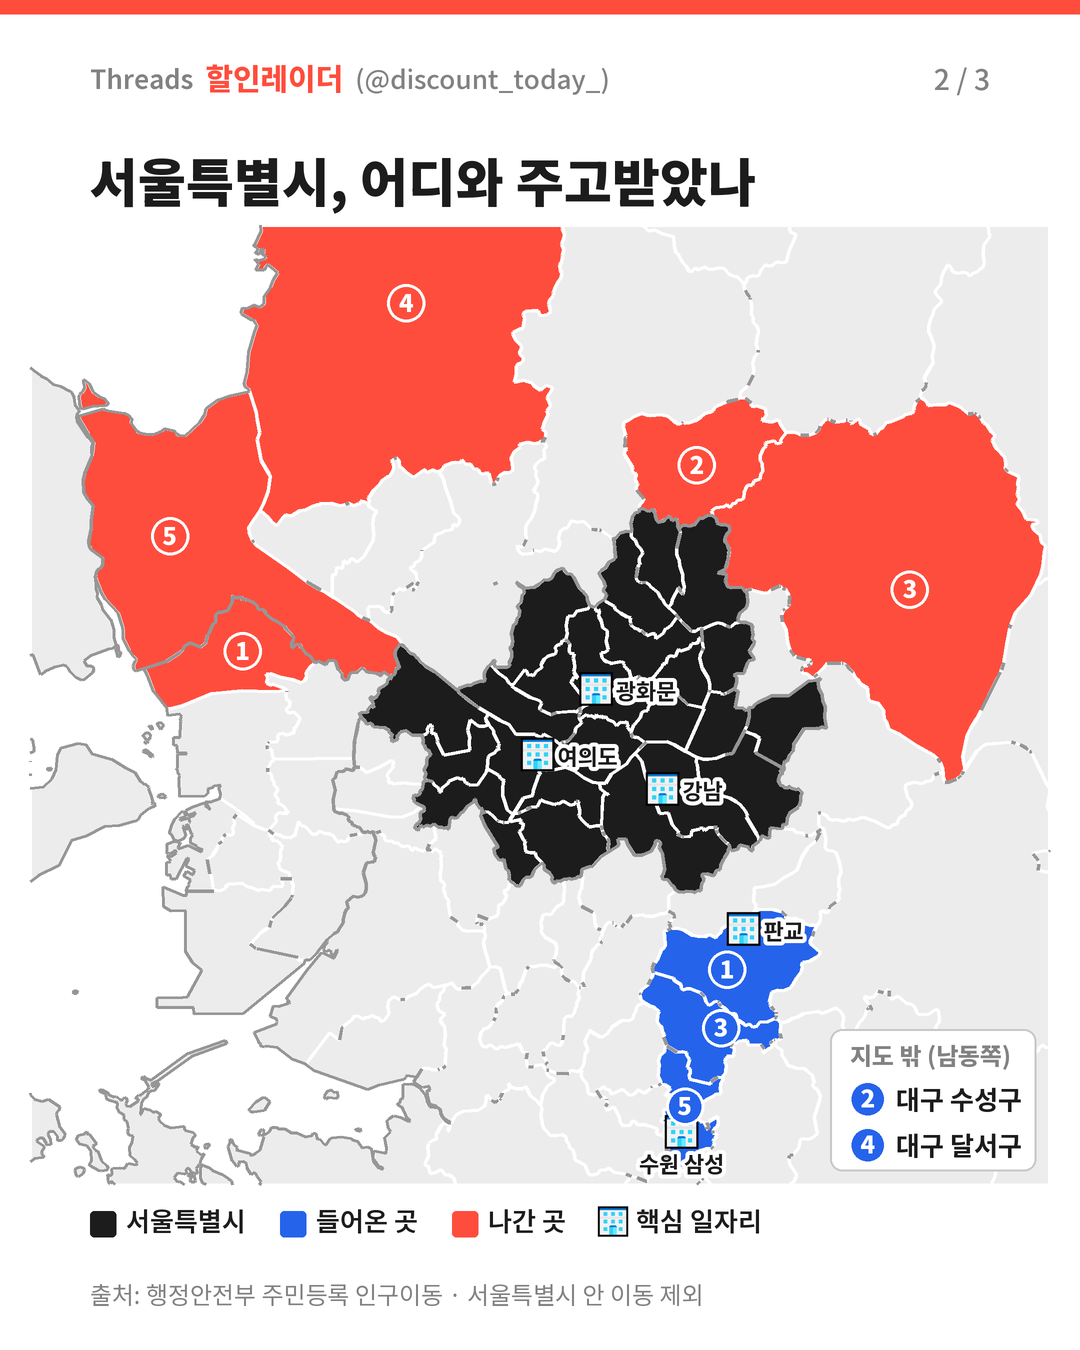 Threads 할인레이더 (@discount_today_)
2 / 3
서울특별시, 어디와 주고받았나
4
2
5
3
1
광화문
여의도
강남
판교
1
3
5
수원 삼성
지도 밖 (남동쪽)
2 대구 수성구
4 대구 달서구
서울특별시 들어온 곳 나간 곳 핵심 일자리
출처: 행정안전부 주민등록 인구이동 · 서울특별시 안 이동 제외